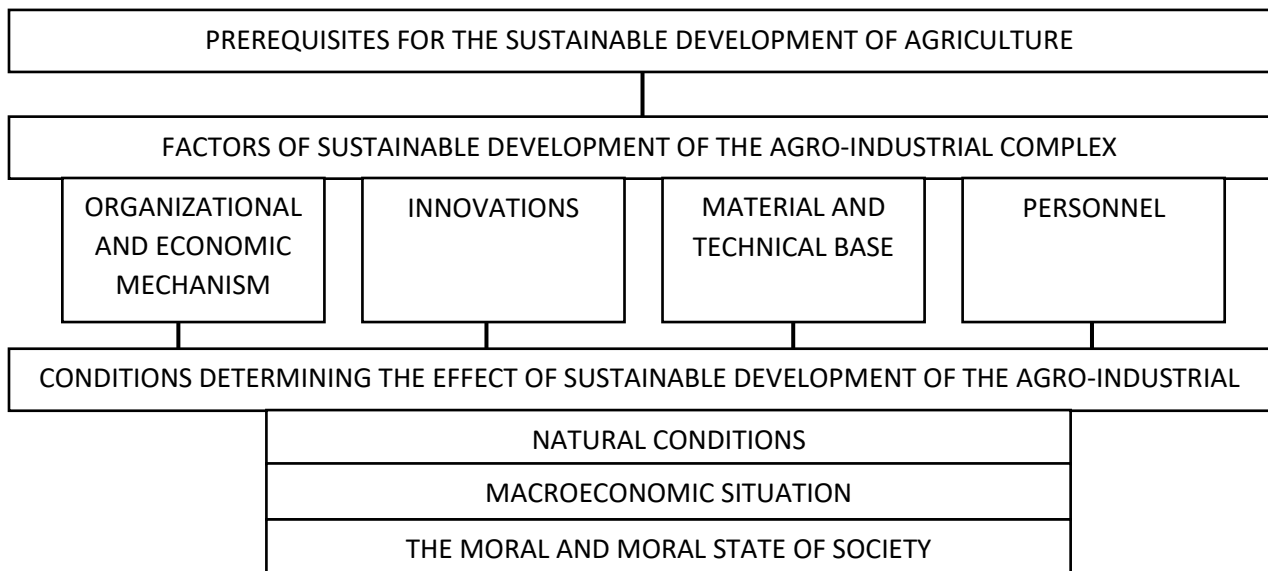 PREREQUISITES FOR THE SUSTAINABLE DEVELOPMENT OF AGRICULTURE
FACTORS OF SUSTAINABLE DEVELOPMENT OF THE AGRO-INDUSTRIAL COMPLEX
ORGANIZATIONAL
AND ECONOMIC
MECHANISM
INNOVATIONS
MATERIAL AND
TECHNICAL BASE
PERSONNEL
CONDITIONS DETERMINING THE EFFECT OF SUSTAINABLE DEVELOPMENT OF THE AGRO-INDUSTRIAL
NATURAL CONDITIONS
MACROECONOMIC SITUATION
THE MORAL AND MORAL STATE OF SOCIETY